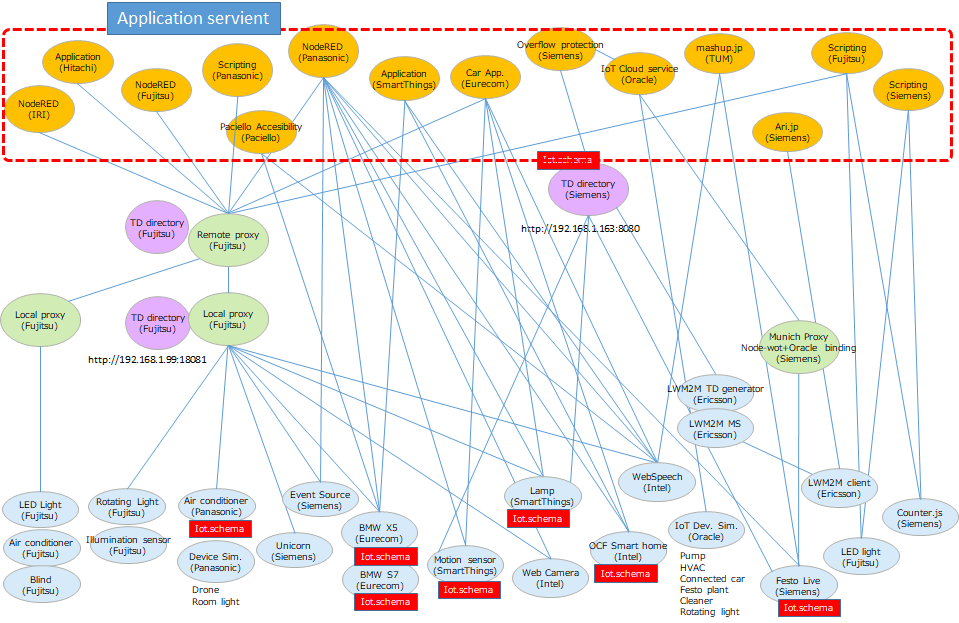 Application servient
Application
(Hitachi)
NodeRED
(IRI)
NodeRED
(Fujitsu)
Scripting
(Panasonic)
NodeRED
(Panasonic)
Paciello Accesibility
(Paciello)
Application
(SmartThings)
Car App.
(Eurecom)
Overflow protection
(Siemens)
IoT Cloud service
(Oracle)
mashup.jp
(TUM)
Ari.jp
(Siemens)
Scripting
(Fujitsu)
Scripting
(Siemens)
Iot.schema
TD directory
(Siemens)
http://192.168.1.163:8080
TD directory
(Fujitsu)
Remote proxy
(Fujitsu)
Local proxy
(Fujitsu)
TD directory
(Fujitsu)
Local proxy
(Fujitsu)
http://192.168.1.99:18081
Munich Proxy
Node-wot+Oracle binding
(Siemens)
LWM2M TD generator
(Ericsson)
LWM2M MS
(Ericsson)
LED Light
(Fujitsu)
Air conditioner
(Fujitsu)
Blind
(Fujitsu)
Rotating Light
(Fujitsu)
Illumination sensor
(Fujitsu)
Air conditioner
(Panasonic)
Iot.schema
Device Sim.
(Panasonic)
Drone
Room light
Event Source
(Siemens)
Unicorn
(Siemens)
BMW X5
(Eurecom)
Iot.schema
BMW S7
(Eurecom)
Iot.schema
Motion sensor
(SmartThings)
Iot.schema
Lamp
(SmartThings)
Iot.schema
Web Camera
(Intel)
OCF Smart home
(Intel)
Iot.schema
WebSpeech
(Intel)
IoT Dev. Sim.
(Oracle)
Pump
HVAC
Connected car
Festo plant
Cleaner
Rotating light
Festo Live
(Siemens)
Iot.schema
LWM2M client
(Ericsson)
LED light
(Fujitsu)
Counter.js
(Siemens)